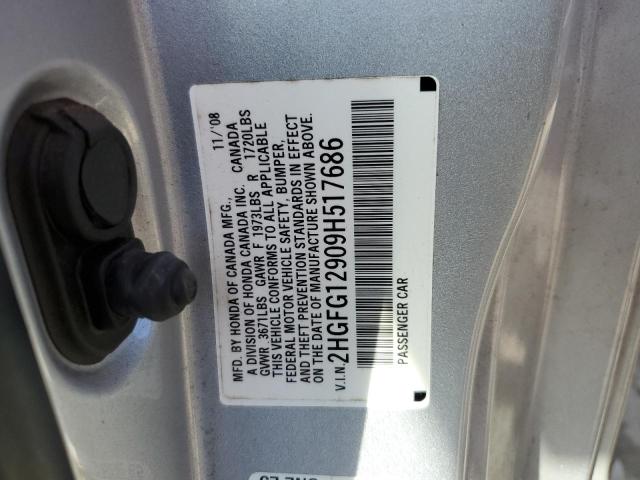 MFD. BY HONDA OF CANADA MFG., 11/'08
A DIVISION OF HONDA CANADA INC. CANADA
GVWR 3671LBS GAWR F 1973LBS R 1720LBS
THIS VEHICLE CONFORMS TO ALL APPLICABLE
FEDERAL MOTOR VEHICLE SAFETY, BUMPER,
AND THEFT PREVENTION STANDARDS IN EFFECT
ON THE DATE OF MANUFACTURE SHOWN ABOVE.
V.I.N. 2HGFG12909H517686
PASSENGER CAR